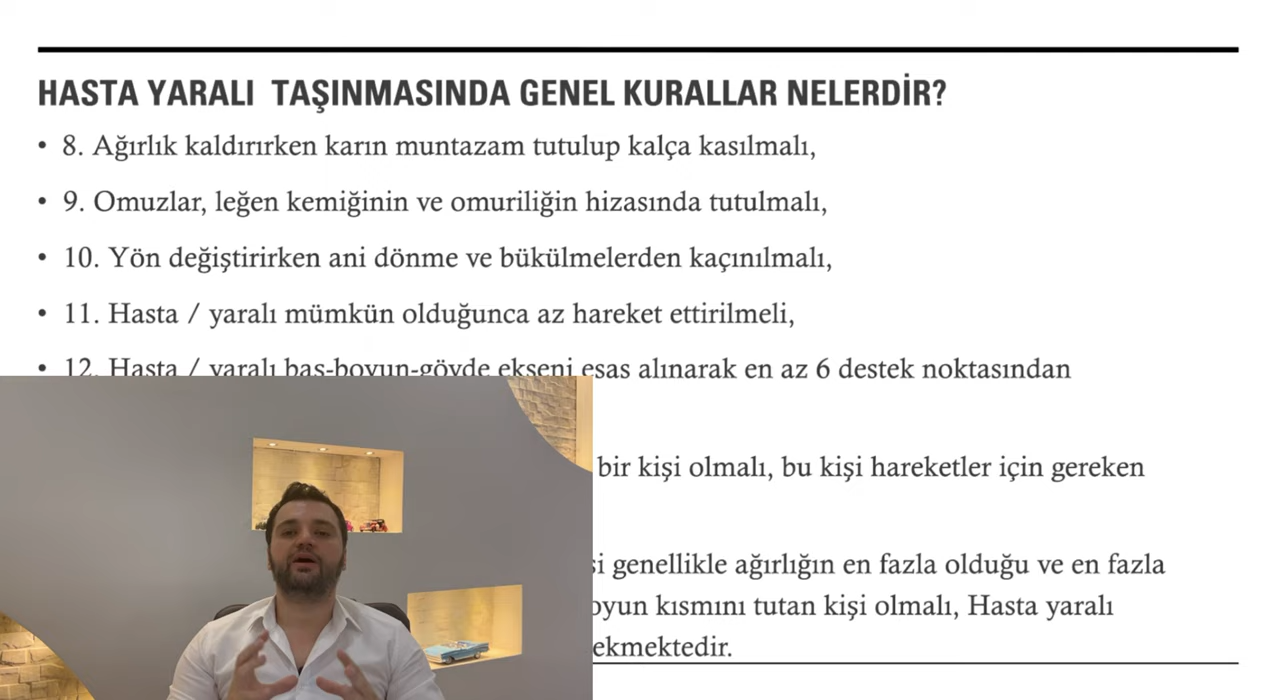 HASTA YARALI TAŞINMASINDA GENEL KURALLAR NELERDİR?
• 8. Ağırlık kaldırırken karın muntazam tutulup kalça kasılmalı,
• 9. Omuzlar, leğen kemiğinin ve omuriliğin hizasında tutulmalı,
• 10. Yön değiştirirken ani dönme ve bükülmelerden kaçınılmalı,
• 11. Hasta / yaralı mümkün olduğunca az hareket ettirilmeli,
• 12. Hasta / yaralı baş-boyun-gövde ekseni esas alınarak en az 6 destek noktasından
bir kişi olmalı, bu kişi hareketler için gereken
genellikle ağırlığın en fazla olduğu ve en fazla
kısmını tutan kişi olmalı, Hasta yaralı